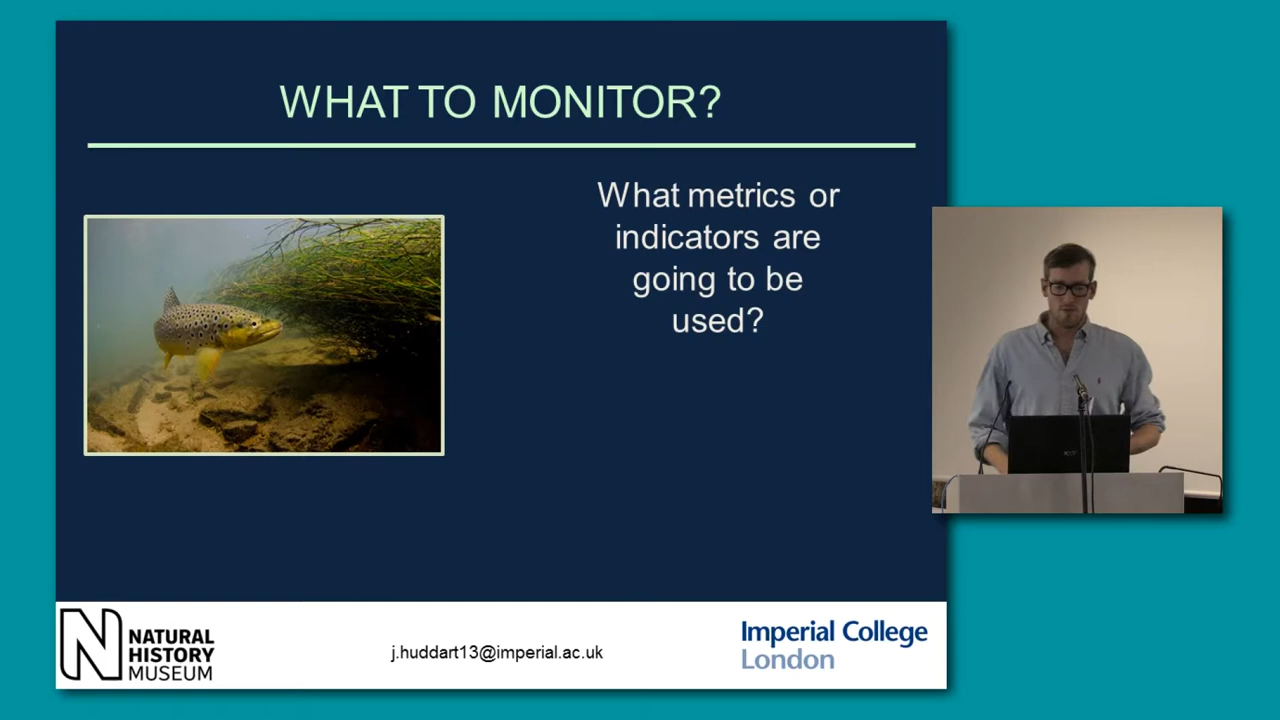 WHAT TO MONITOR?
What metrics or
indicators are
going to be
used?
NATURAL
HISTORY
MUSEUM
j.huddart13@imperial.ac.uk
Imperial College
London